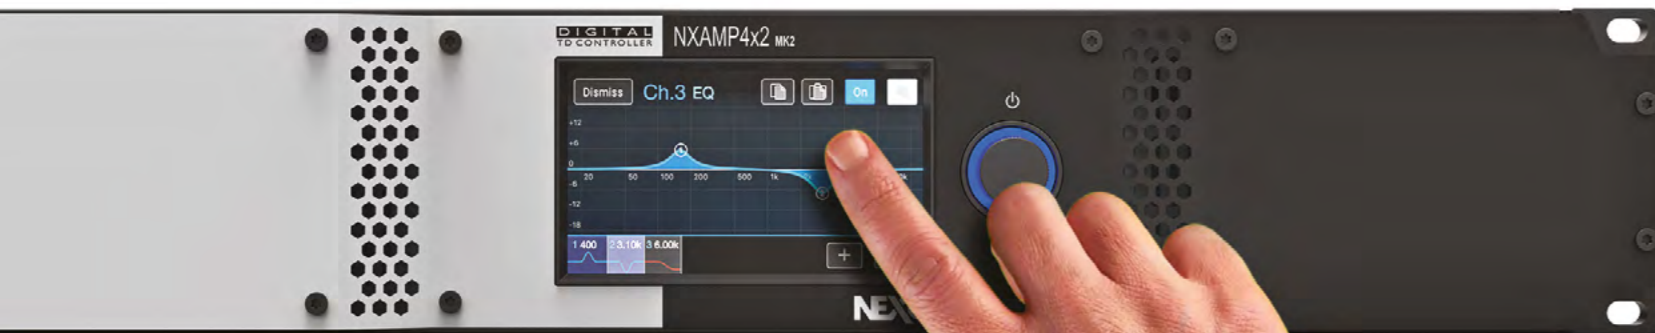 DIGITAL
TD CONTROLLER
NXAMP4x2 MK2
Dismiss
Ch.3 EQ
On
+12
+6
0
20
50
100
200
500
1k
-6
-12
-18
1 400
2 3.10k
3 6.00k
+